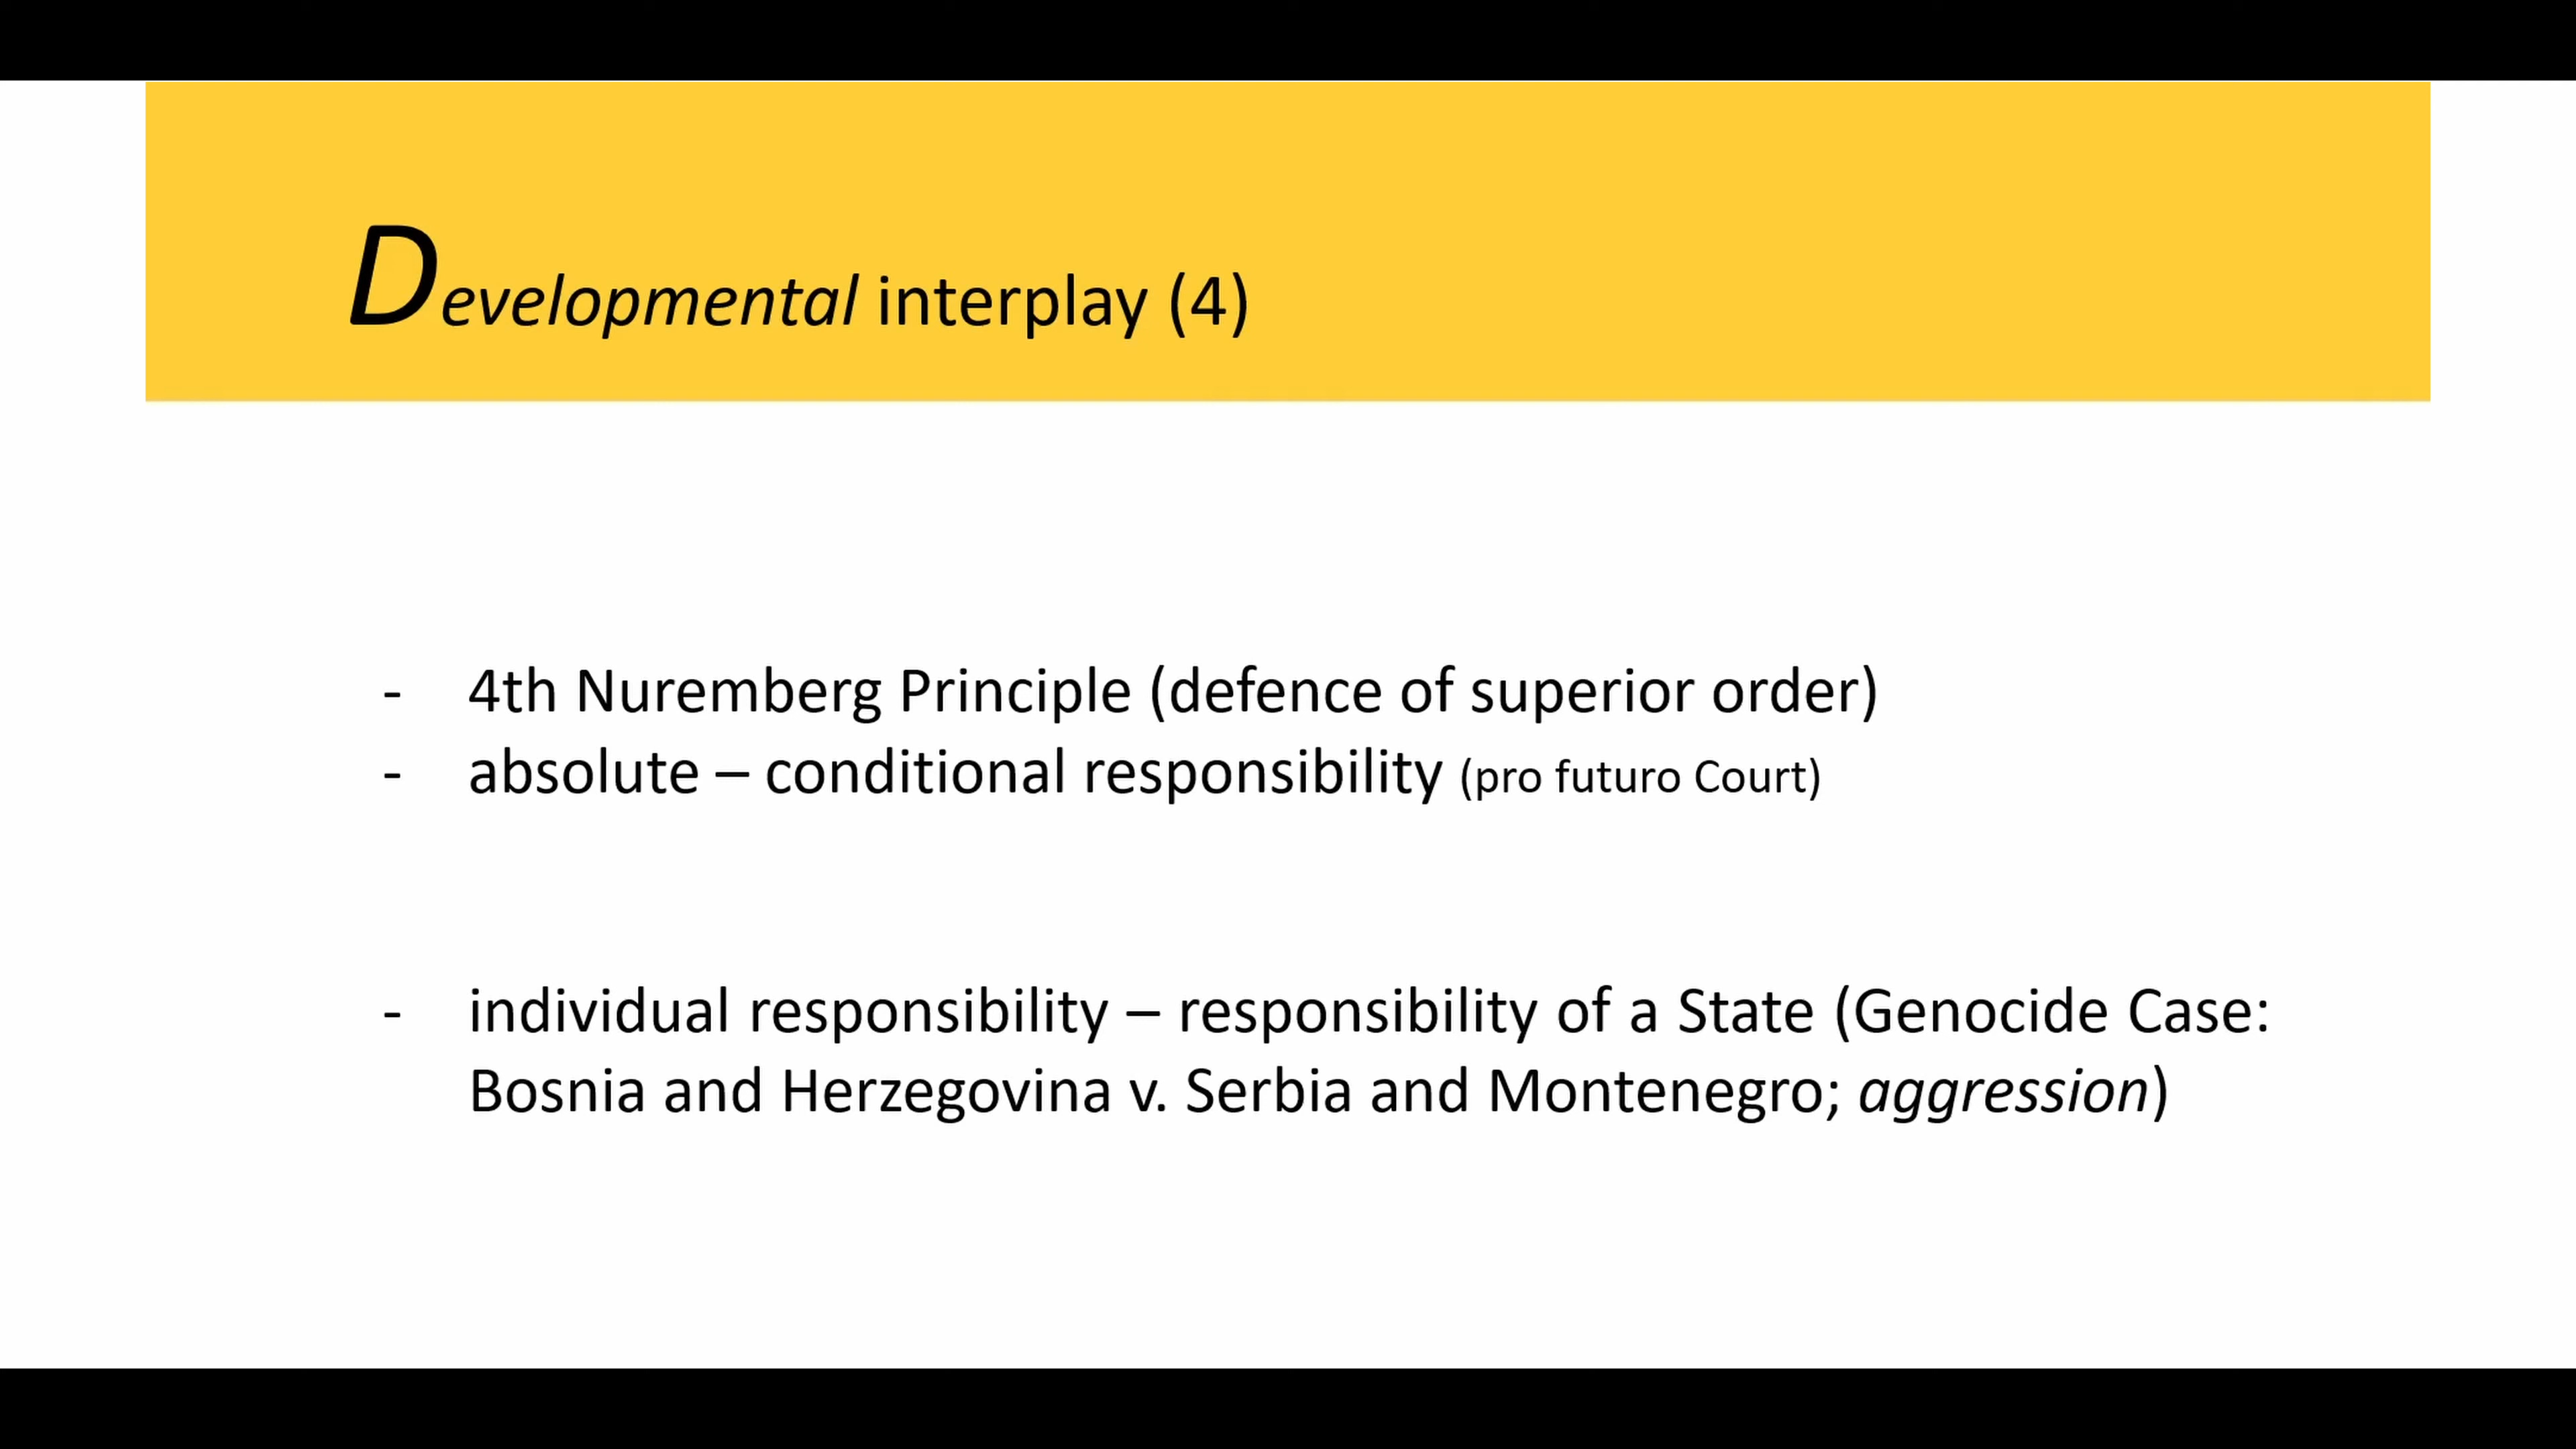 Developmental interplay (4)
- 4th Nuremberg Principle (defence of superior order)
- absolute – conditional responsibility (pro futuro Court)
- individual responsibility – responsibility of a State (Genocide Case:
Bosnia and Herzegovina v. Serbia and Montenegro; aggression)